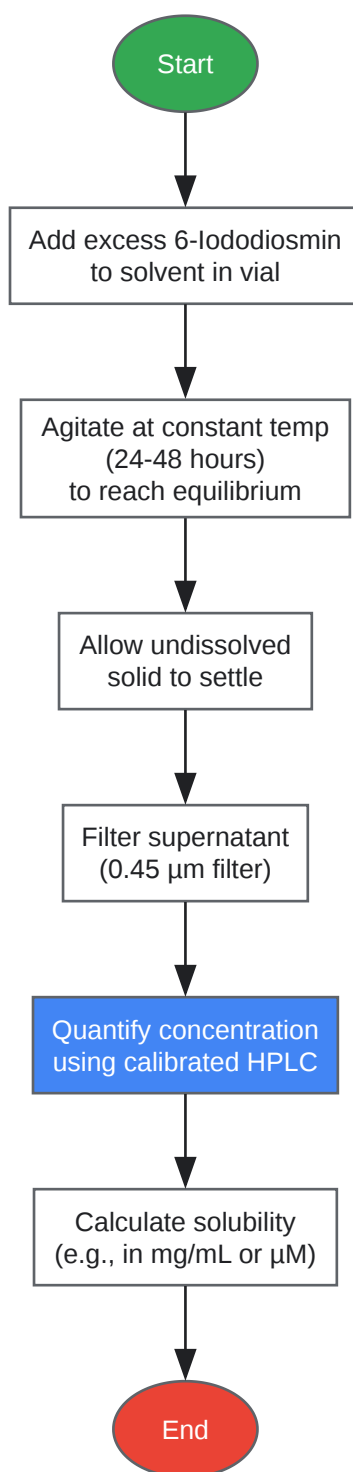 Start
Add excess 6-Iododiosmin
to solvent in vial
Agitate at constant temp
(24-48 hours)
to reach equilibrium
Allow undissolved
solid to settle
Filter supernatant
(0.45 µm filter)
Quantify concentration
using calibrated HPLC
Calculate solubility
(e.g., in mg/mL or µM)
End